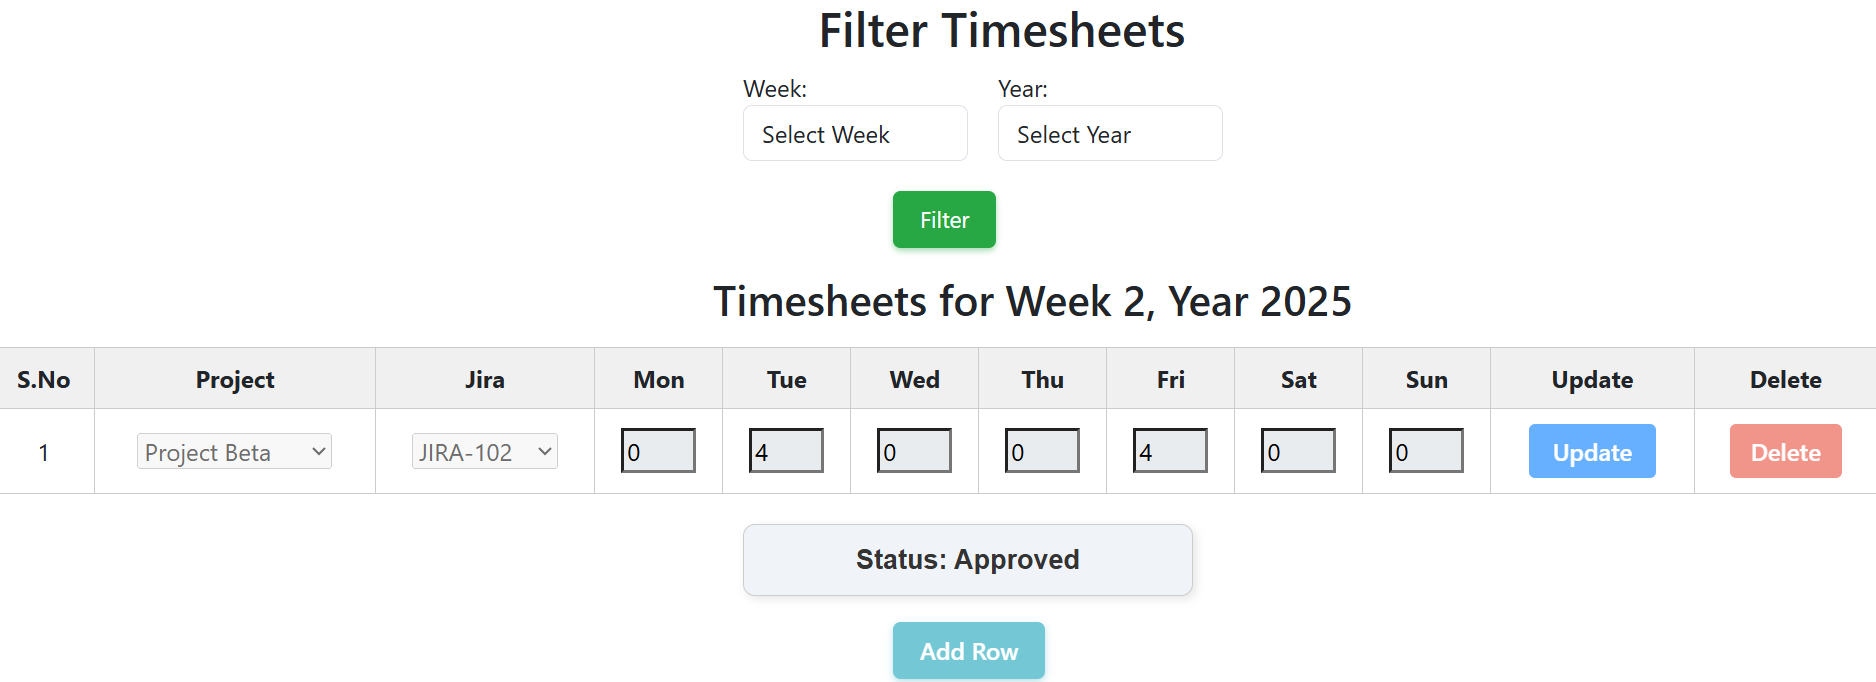 Filter Timesheets
Week: Year:
Select Week Select Year
Filter
Timesheets for Week 2, Year 2025
S.No Project Jira Mon Tue Wed Thu Fri Sat Sun Update Delete
1 Project Beta JIRA-102 0 4 0 0 4 0 0 Update Delete
Status: Approved
Add Row